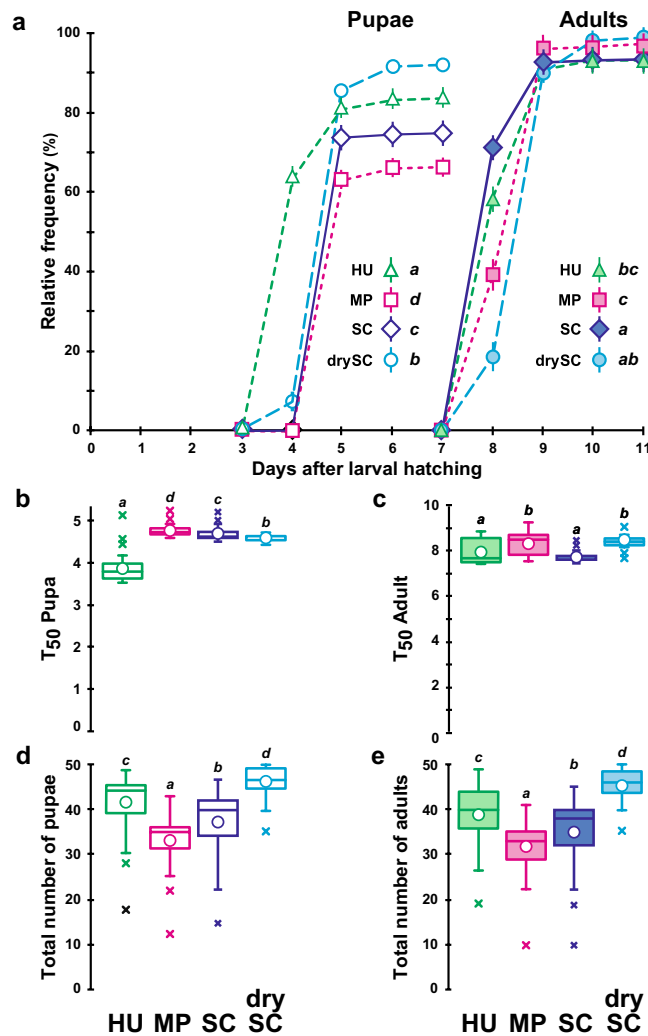 a
Pupae Adults
Relative frequency (%)
100
80
60
40
20
0
HU a
MP d
SC c
drySC b
HU bc
MP c
SC a
drySC ab
0 1 2 3 4 5 6 7 8 9 10 11
Days after larval hatching
b
T50 Pupa
5
4
3
2
1
0
a d c b
c
T50 Adult
10
8
6
4
2
0
a b a b
d
Total number of pupae
50
40
30
20
10
0
c a b d
HU MP SC dry
SC
e
Total number of adults
50
40
30
20
10
0
c a b d
HU MP SC dry
SC